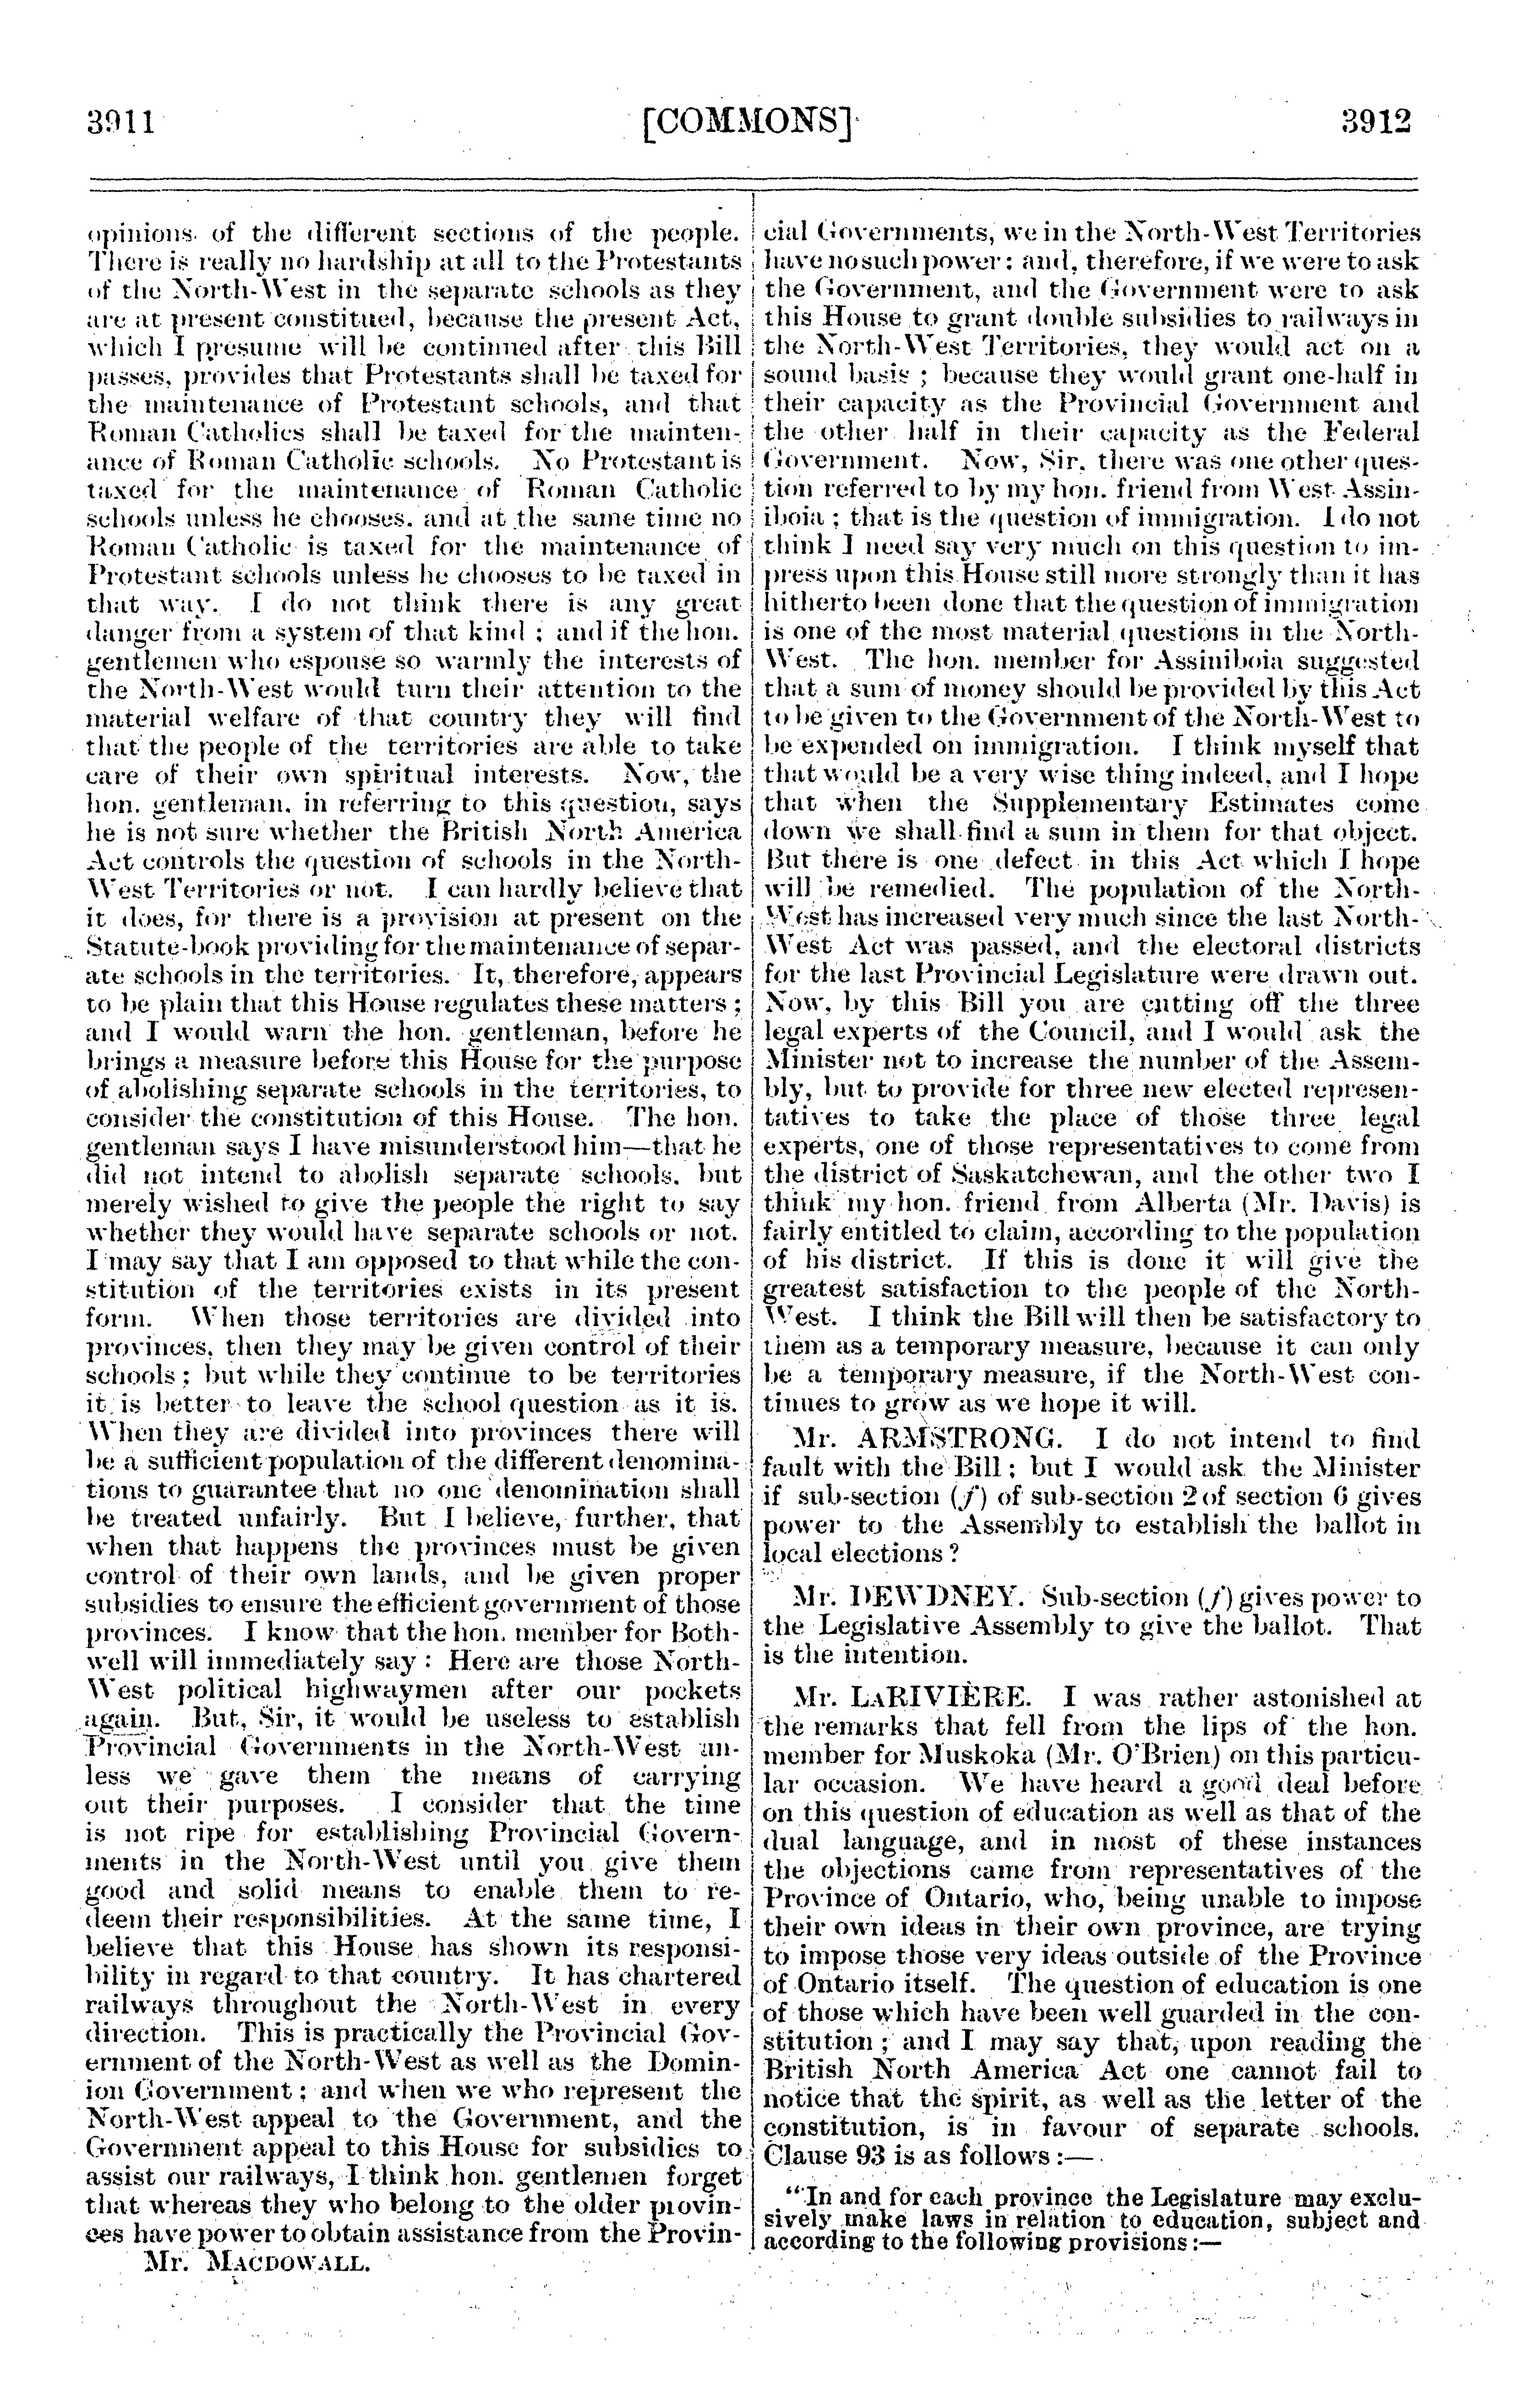 3911
[COMMONS]
3912
opinions of the different sections of the people.
There is really no hardship at all to the Protestants
of the North-West in the separate schools as they
are at present constitued, because the present Act,
which I presume will be continued after this Bill
passes, provides that Protestants shall be taxed for
the maintenance of Protestant schools, and that
Roman Catholics shall be taxed for the mainten-
ance of Roman Catholic schools. No Protestant is
taxed for the maintenance of Roman Catholic
schools unless he chooses, and at the same time no
Roman Catholic is taxed for the maintenance of
Protestant schools unless he chooses to be taxed in
that way. I do not think there is any great
danger from a system of that kind ; and if the hon.
gentlemen who espouse so warmly the interests of
the North-West would turn their attention to the
material welfare of that country they will find
that the people of the territories are able to take
care of their own spiritual interests. Now, the
hon. gentleman, in referring to this question, says
he is not sure whether the British North America
Act controls the question of schools in the North-
West Territories or not. I can hardly believe that
it does, for there is a provision at present on the
Statute-book providing for the maintenance of separ-
ate schools in the territories. It, therefore, appears
to be plain that this House regulates these matters ;
and I would warn the hon. gentleman, before he
brings a measure before this House for the purpose
of abolishing separate schools in the territories, to
consider the constitution of this House. The hon.
gentleman says I have misunderstood him—that he
did not intend to abolish separate schools, but
merely wished to give the people the right to say
whether they would have separate schools or not.
I may say that I am opposed to that while the con-
stitution of the territories exists in its present
form. When those territories are divided into
provinces, then they may be given control of their
schools ; but while they continue to be territories
it is better to leave the school question as it is.
When they are divided into provinces there will
be a sufficient population of the different denomina-
tions to guarantee that no one denomination shall
be treated unfairly. But I believe, further, that
when that happens the provinces must be given
control of their own lands, and be given proper
subsidies to ensure the efficient government of those
provinces. I know that the hon. member for Both-
well will immediately say : Here are those North-
West political highwaymen after our pockets
again. But, Sir, it would be useless to establish
Provincial Governments in the North-West un-
less we gave them the means of carrying
out their purposes. I consider that the time
is not ripe for establishing Provincial Govern-
ments in the North-West until you give them
good and solid means to enable them to re-
deem their responsibilities. At the same time, I
believe that this House has shown its responsi-
bility in regard to that country. It has chartered
railways throughout the North-West in every
direction. This is practically the Provincial Gov-
ernment of the North-West as well as the Domin-
ion Government ; and when we who represent the
North-West appeal to the Government, and the
Government appeal to this House for subsidies to
assist our railways, I think hon. gentlemen forget
that whereas they who belong to the older provin-
ces have power to obtain assistance from the Provin-
Mr. MACDOWALL.
cial Governments, we in the North-West Territories
have no such power ; and, therefore, if we were to ask
the Government, and the Government were to ask
this House to grant double subsidies to railways in
the North-West Territories, they would act on a
sound basis ; because they would grant one-half in
their capacity as the Provincial Government and
the other half in their capacity as the Federal
Government. Now, Sir, there was one other ques-
tion referred to by my hon. friend from West Assin-
iboia ; that is the question of immigration. I do not
think I need say very much on this question to im-
press upon this House still more strongly than it has
hitherto been done that the question of immigration
is one of the most material questions in the North-
West. The hon. member for Assiniboia suggested
that a sum of money should be provided by this Act
to be given to the Government of the North-West to
be expended on immigration. I think myself that
that would be a very wise thing indeed, and I hope
that when the Supplementary Estimates come
down we shall find a sum in them for that object.
But there is one defect in this Act which I hope
will be remedied. The population of the North-
West has increased very much since the last North-
West Act was passed, and the electoral districts
for the last Provincial Legislature were drawn out.
Now, by this Bill you are cutting off the three
legal experts of the Council, and I would ask the
Minister not to increase the number of the Assem-
bly, but to provide for three new elected represen-
tatives to take the place of those three legal
experts, one of those representatives to come from
the district of Saskatchewan, and the other two I
think my hon. friend from Alberta (Mr. Davis) is
fairly entitled to claim, according to the population
of his district. If this is done it will give the
greatest satisfaction to the people of the North-
West. I think the Bill will then be satisfactory to
them as a temporary measure, because it can only
be a temporary measure, if the North-West con-
tinues to grow as we hope it will.
Mr. ARMSTRONG. I do not intend to find
fault with the Bill ; but I would ask the Minister
if sub-section (f) of sub-section 2 of section 6 gives
power to the Assembly to establish the ballot in
local elections ?
Mr. DEWDNEY. Sub-section (f) gives power to
the Legislative Assembly to give the ballot. That
is the intention.
Mr. LARIVIÈRE. I was rather astonished at
the remarks that fell from the lips of the hon.
member for Muskoka (Mr. O'Brien) on this particu-
lar occasion. We have heard a good deal before
on this question of education as well as that of the
dual language, and in most of these instances
the objections came from representatives of the
Province of Ontario, who, being unable to impose
their own ideas in their own province, are trying
to impose those very ideas outside of the Province
of Ontario itself. The question of education is one
of those which have been well guarded in the con-
stitution ; and I may say that, upon reading the
British North America Act one cannot fail to
notice that the spirit, as well as the letter of the
constitution, is in favour of separate schools.
Clause 93 is as follows :—
"In and for each province the Legislature may exclu-
sively make laws in relation to education, subject and
according to the following provisions :—